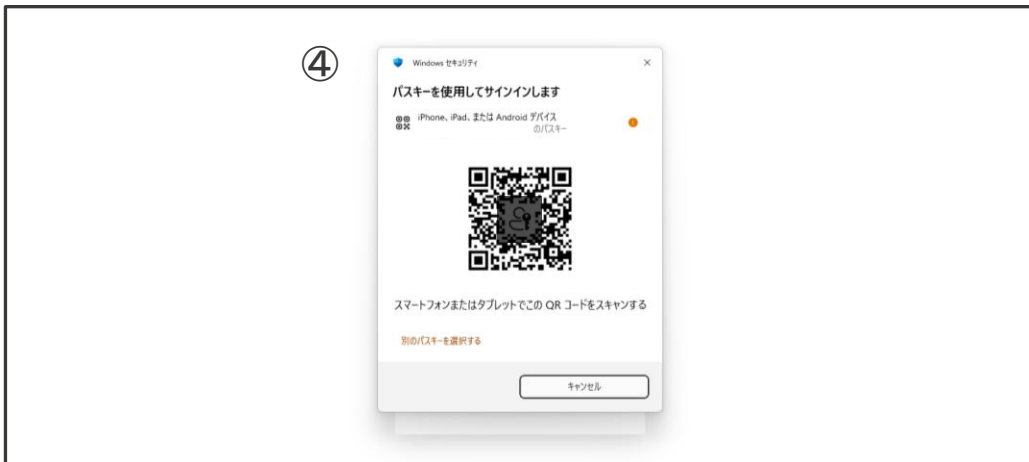 ④
Windows セキュリティ
パスキーを使用してサインインします
iPhone、iPad、または Android デバイス
のパスキー
スマートフォンまたはタブレットでこの QR コードをスキャンする
別のパスキーを選択する
キャンセル